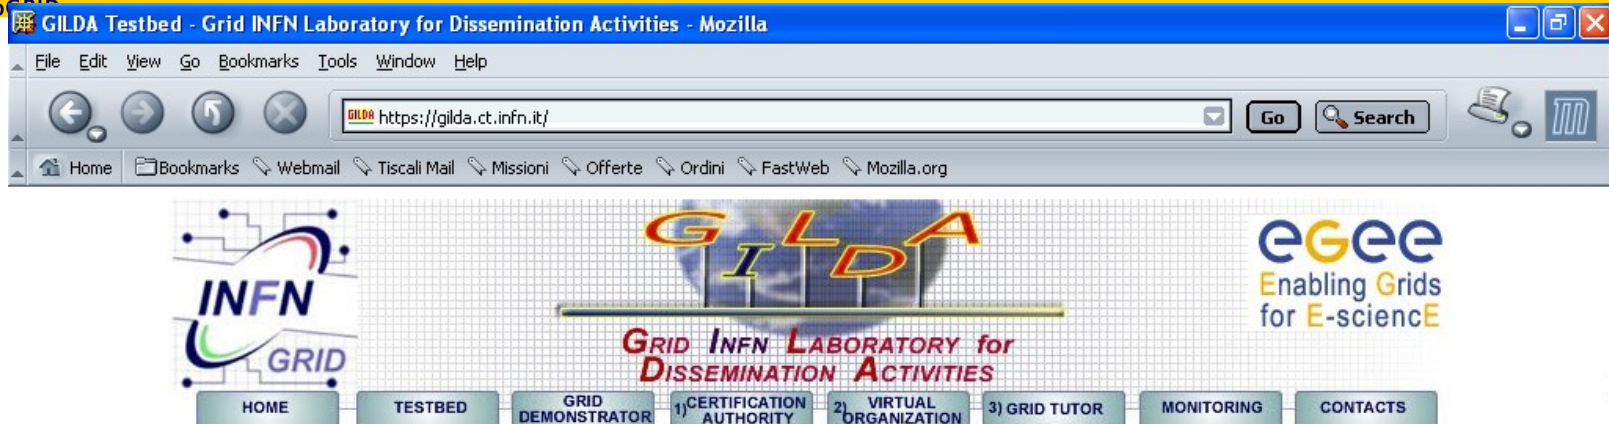 GILDA Testbed - Grid INFN Laboratory for Dissemination Activities - Mozilla
File Edit View Go Bookmarks Tools Window Help
GILDA https://gilda.ct.infn.it/ Go Search m
Home Bookmarks Webmail Tiscali Mail Missioni Offerte Ordini FastWeb Mozilla.org
INFN
GRID
GILDA
GRID INFN LABORATORY for
DISSEMINATION ACTIVITIES
eGee
Enabling Grids
for E-sciencE
HOME
TESTBED
GRID
DEMONSTRATOR
1) CERTIFICATION
AUTHORITY
2) VIRTUAL
ORGANIZATION
3) GRID TUTOR
MONITORING
CONTACTS